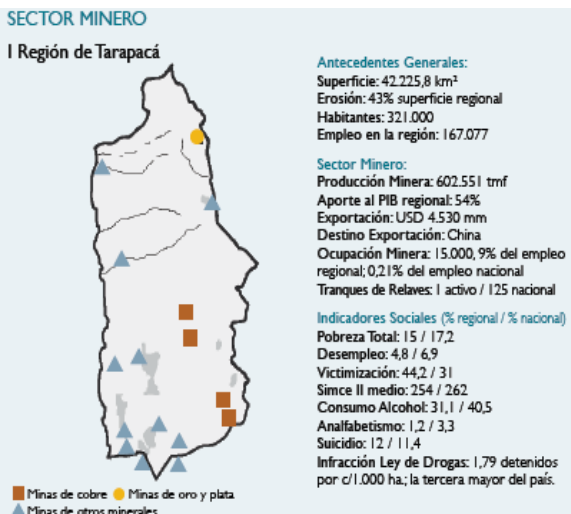 SECTOR MINERO
I Región de Tarapacá
Antecedentes Generales:
Superficie: 42.225,8 km²
Erosión: 43% superficie regional
Habitantes: 321.000
Empleo en la región: 167.077
Sector Minero:
Producción Minera: 602.551 tmf
Aporte al PIB regional: 54%
Exportación: USD 4.530 mm
Destino Exportación: China
Ocupación Minera: 15.000, 9% del empleo
regional; 0,21% del empleo nacional
Tranques de Relaves: 1 activo / 125 nacional
Indicadores Sociales (% regional / % nacional)
Pobreza Total: 15 / 17,2
Desempleo: 4,8 / 6,9
Victimización: 44,2 / 31
Simce II medio: 254 / 262
Consumo Alcohol: 31,1 / 40,5
Analfabetismo: 1,2 / 3,3
Suicidio: 12 / 11,4
Infracción Ley de Drogas: 1,79 detenidos
por c/1.000 ha.; la tercera mayor del país.
Minas de cobre Minas de oro y plata
Minas de otros minerales